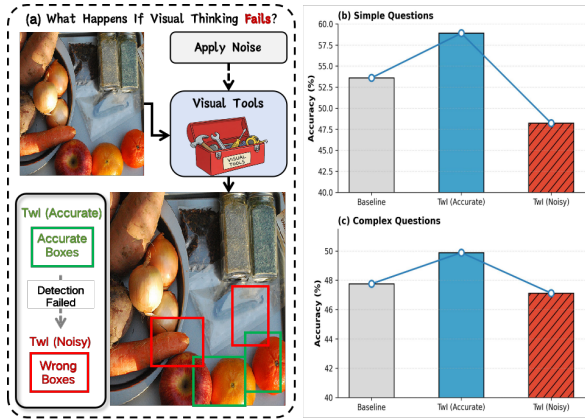 (a) What Happens If Visual Thinking Fails?
Apply Noise
Visual Tools
VISUAL
TOOLS
TwI (Accurate)
Accurate
Boxes
Detection
Failed
TwI (Noisy)
Wrong
Boxes
(b) Simple Questions
Accuracy (%)
60.0
57.5
55.0
52.5
50.0
47.5
45.0
42.5
40.0
Baseline
TwI (Accurate)
TwI (Noisy)
(c) Complex Questions
Accuracy (%)
50
48
46
44
42
40
Baseline
TwI (Accurate)
TwI (Noisy)